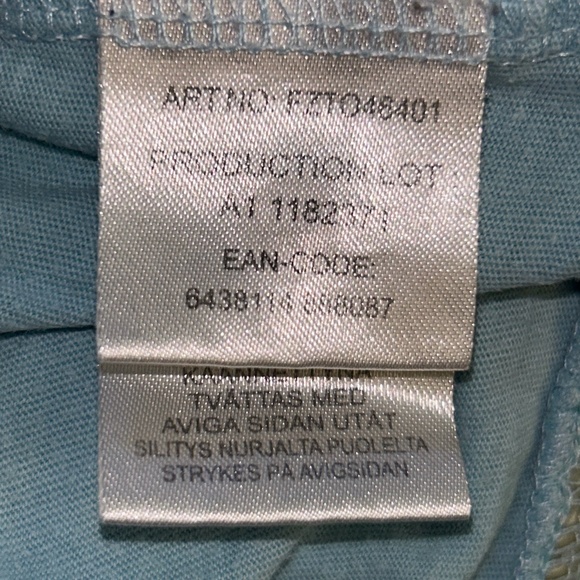 ART.NO: FZTO46401
PRODUCTION LOT
A1 1182371
EAN-CODE:
6438114
KÄÄNNETTYNÄ
TVÄTTAS MED
AVIGA SIDAN UTÅT
SILITYS NURJALTA PUOLELTA
STRYKES PÅ AVIGSIDAN